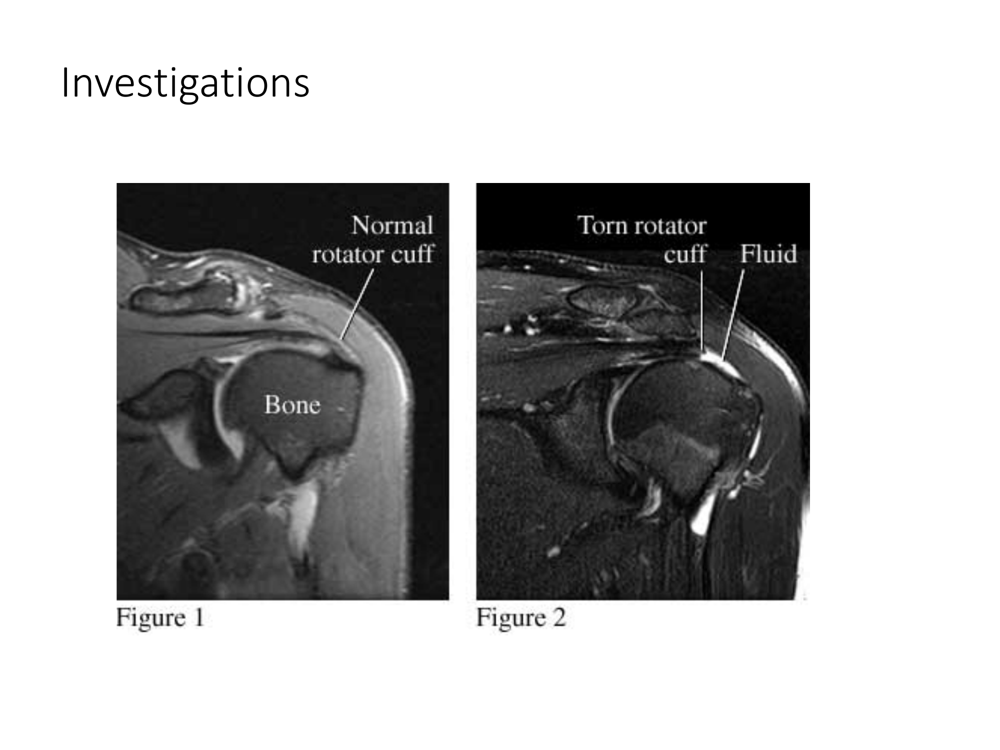 Investigations
Normal
rotator cuff
Bone
Figure 1
Torn rotator
cuff
Fluid
Figure 2